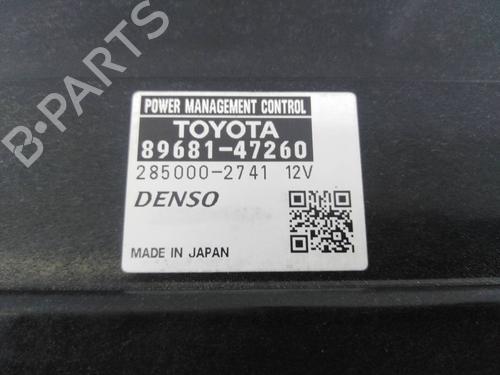 B-PARTS
POWER MANAGEMENT CONTROL
TOYOTA
89681-47260
285000-2741 12V
DENSO
MADE IN JAPAN